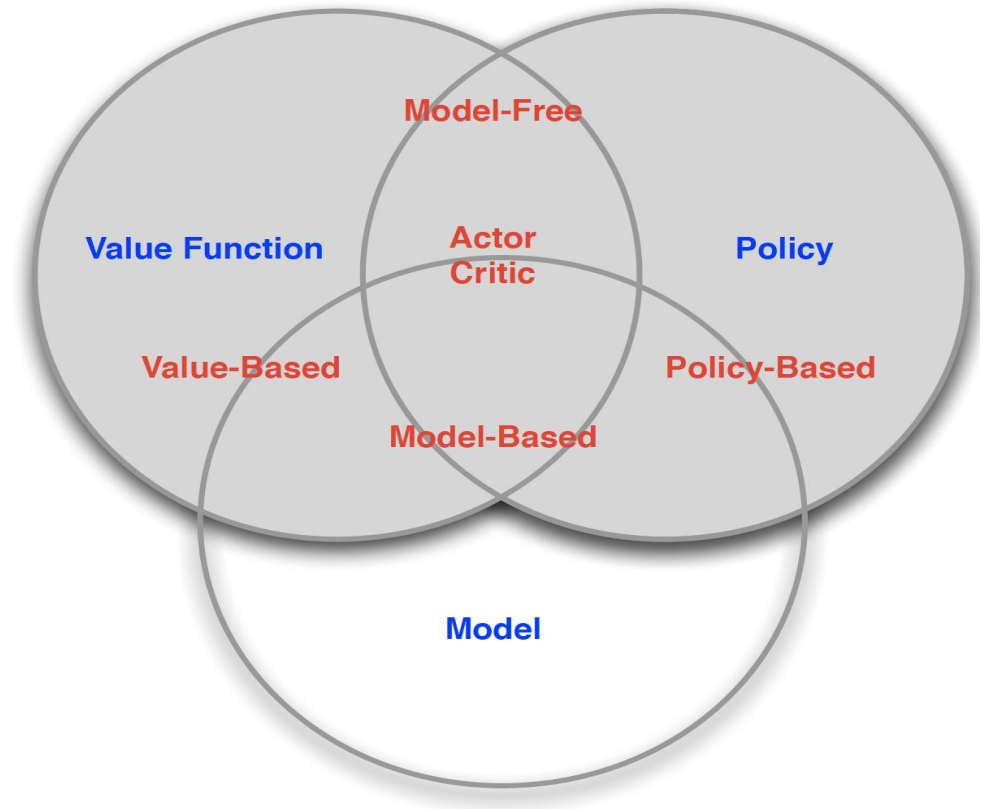 Model-Free
Actor
Critic
Value Function
Policy
Value-Based
Policy-Based
Model-Based
Model